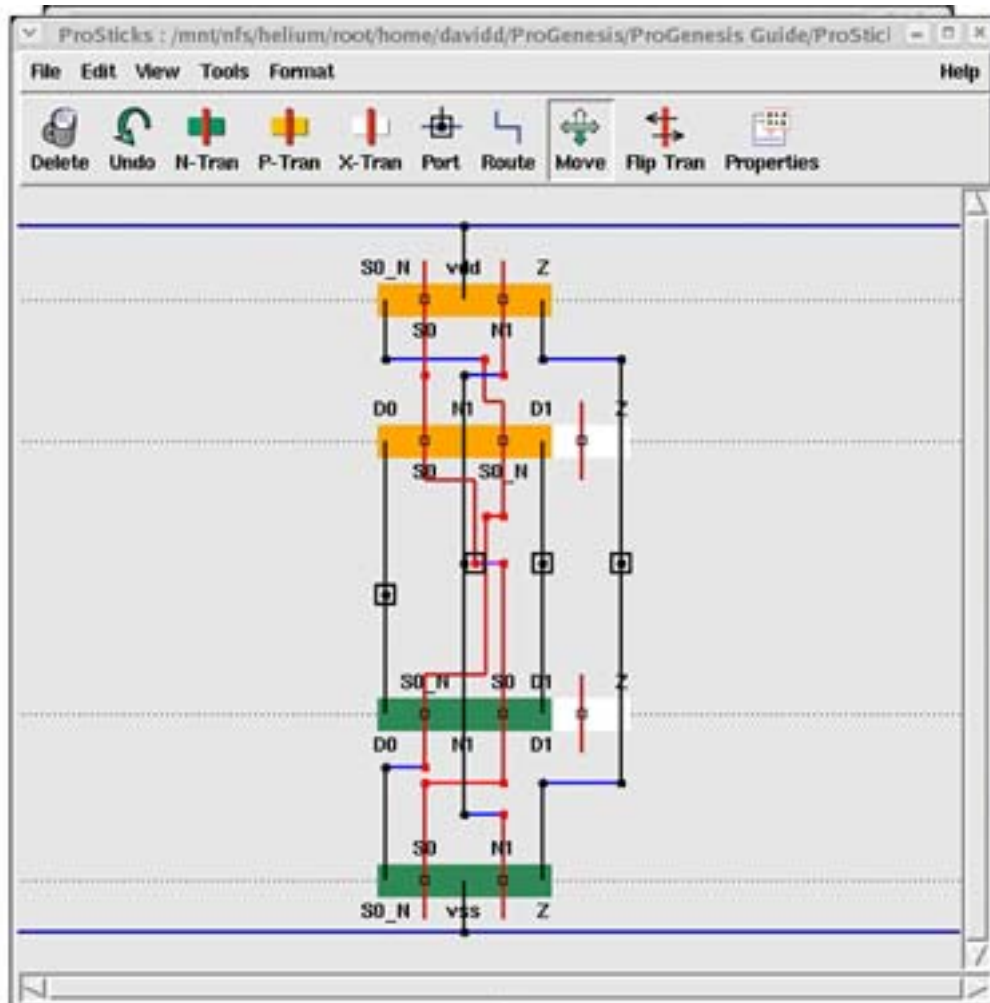 ProSticks : /mnt/nfs/helium/root/home/davidd/ProGenesis/ProGenesis Guide/ProSticl
File Edit View Tools Format Help
Delete Undo N-Tran P-Tran X-Tran Port Route Move Flip Tran Properties
S0_N vdd Z
S0 N1
D0 N1 D1 Z
S0 S0_N
S0_N S0 D1 Z
D0 N1 D1
S0 N1
S0_N vss Z